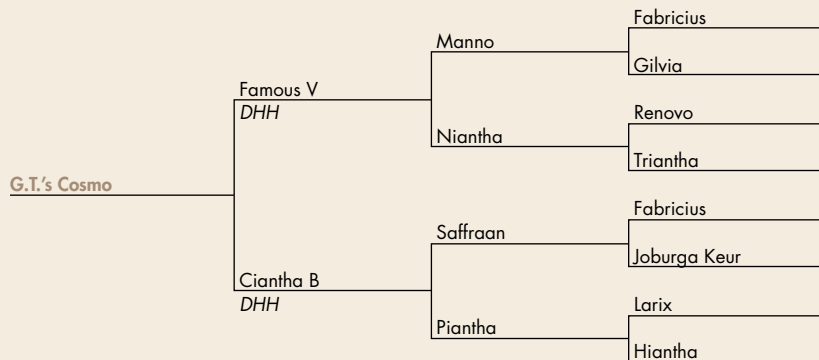 Fabricius
Manno
Gilvia
Famous V
DHH
Renovo
Niantha
Triantha
G.T.'s Cosmo
Fabricius
Saffraan
Joburga Keur
Ciantha B
DHH
Larix
Piantha
Hiantha